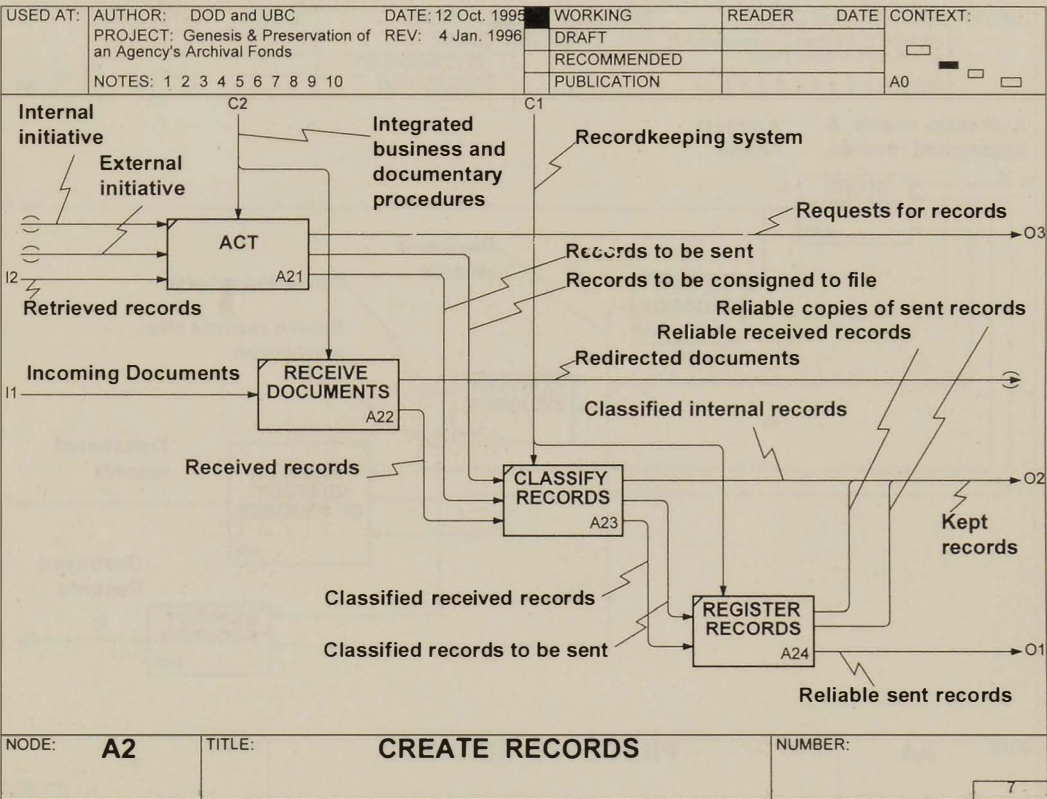 USED AT:
AUTHOR: DOD and UBC
DATE: 12 Oct. 1995
PROJECT: Genesis & Preservation of
an Agency's Archival Fonds
REV: 4 Jan. 1996
NOTES: 1 2 3 4 5 6 7 8 9 10
WORKING
DRAFT
RECOMMENDED
PUBLICATION
READER DATE
CONTEXT:
A0
C2
C1
Internal
initiative
External
initiative
Integrated
business and
documentary
procedures
Recordkeeping system
Requests for records
O3
ACT
A21
I2
Retrieved records
Records to be sent
Records to be consigned to file
Reliable copies of sent records
Reliable received records
Redirected documents
Incoming Documents
I1
RECEIVE
DOCUMENTS
A22
Classified internal records
Received records
CLASSIFY
RECORDS
A23
O2
Kept
records
Classified received records
Classified records to be sent
REGISTER
RECORDS
A24
O1
Reliable sent records
NODE: A2
TITLE: CREATE RECORDS
NUMBER:
7